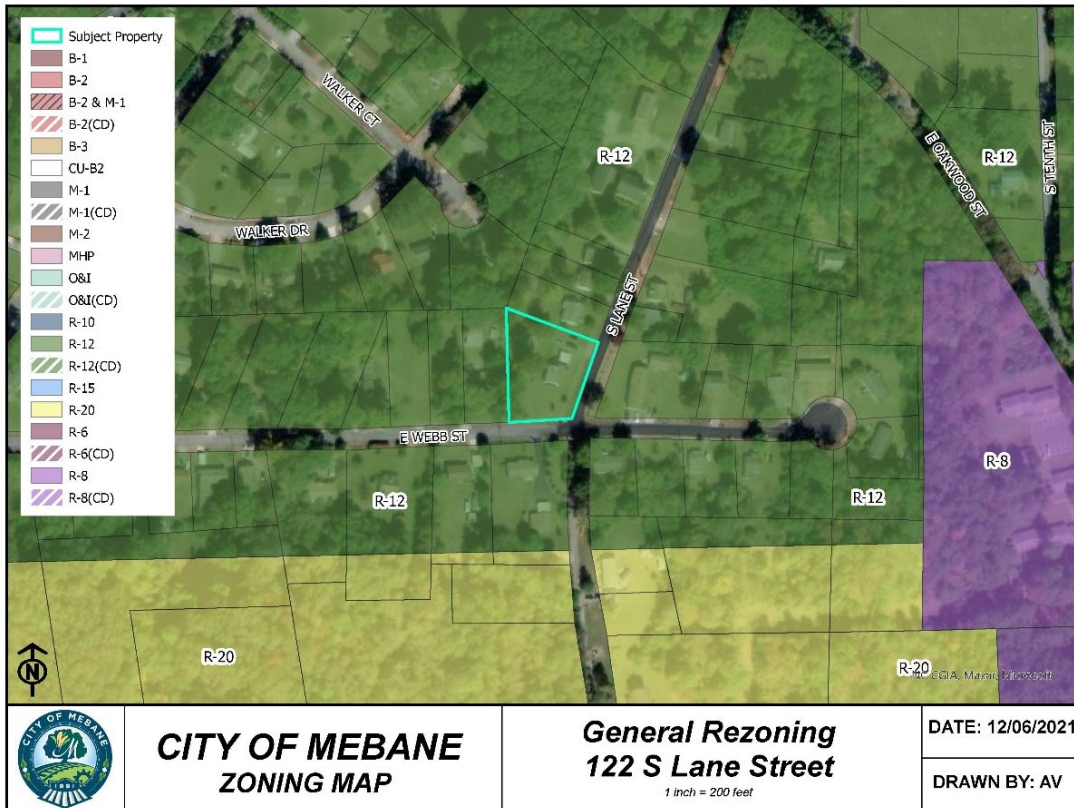 Subject Property
B-1
B-2
B-2 & M-1
B-2(CD)
B-3
CU-B2
M-1
M-1(CD)
M-2
MHP
O&I
O&I(CD)
R-10
R-12
R-12(CD)
R-15
R-20
R-6
R-6(CD)
R-8
R-8(CD)
WALKER CT
WALKER DR
R-12
S LANE ST
E OAKWOOD ST
R-12
S TENTH ST
E WEBB ST
R-12
R-12
R-8
R-20
R-20
NC CGIA, Maxar, Microsoft
N
CITY OF MEBANE
1881
CITY OF MEBANE
ZONING MAP
General Rezoning
122 S Lane Street
1 inch = 200 feet
DATE: 12/06/2021
DRAWN BY: AV